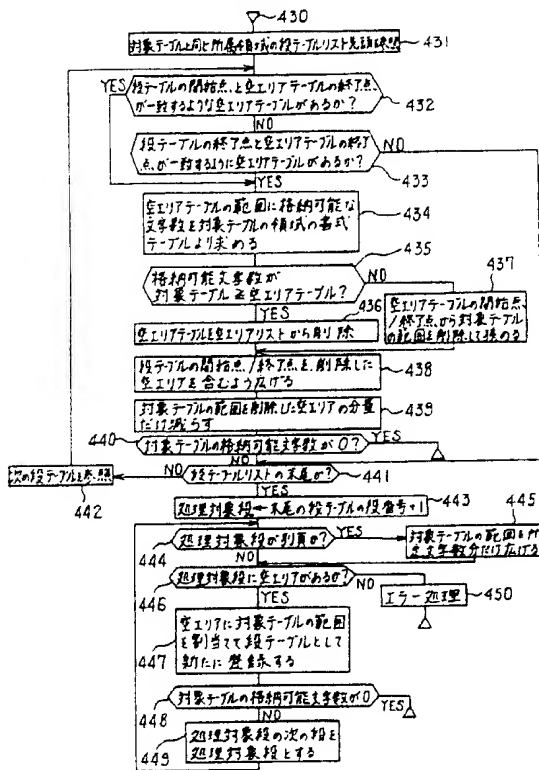 430
対象テーブルと同じ所属領域の段テーブルリスト先頭を参照
431
YES
段テーブルの開始点、と空エリアテーブルの終了点、
が一致するような空エリアテーブルがあるか?
432
NO
段テーブルの終了点と空エリアテーブルの終了
点、が一致するように空エリアテーブルがあるか?
NO
433
YES
空エリアテーブルの範囲に格納可能な
文字数を対象テーブルの領域の書式
テーブルより求める
434
435
格納可能文字数が
対象テーブル≧空エリアテーブル?
NO
437
YES
436
空エリアテーブルの開始点、
/終了点、から対象テーブル
の範囲を削除して狭める
空エリアテーブルを空エリアリストから削除
段テーブルの開始点/終了点を、削除した
空エリアを含むよう広げる
438
対象テーブルの範囲を削除した空エリアの分量
だけ減らす
439
440
対象テーブルの格納可能文字数が0?
YES
NO
次の段テーブルを参照
442
NO
段テーブルリストの末尾か?
441
YES
処理対象段←末尾の段テーブルの段番号+1
443
445
444
処理対象段が別頁か?
YES
対象テーブルの範囲を
文字数分だけ広げる
NO
446
処理対象段に空エリアがあるか?
NO
エラー処理
450
YES
空エリアに対象テーブルの範囲
を割当てて段テーブルとして
新たに登録する
447
対象テーブルの格納可能文字数が0
YES
448
NO
処理対象段の次の段を
処理対象段とする
449